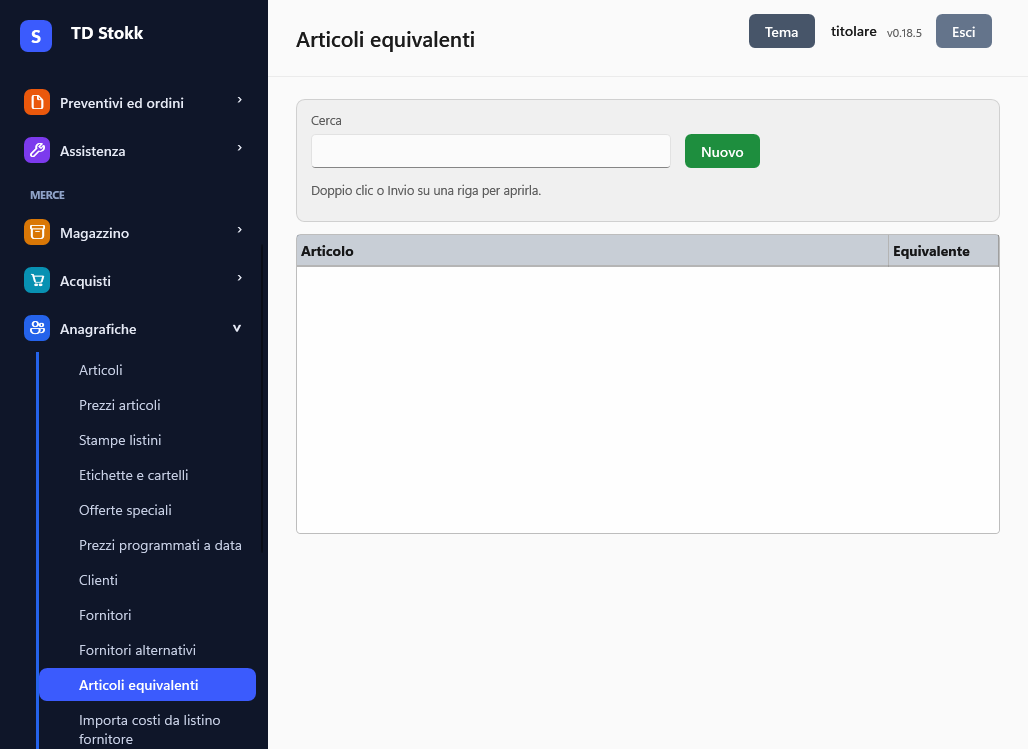 S
TD Stokk
Preventivi ed ordini
Assistenza
MERCE
Magazzino
Acquisti
Anagrafiche
Articoli
Prezzi articoli
Stampe listini
Etichette e cartelli
Offerte speciali
Prezzi programmati a data
Clienti
Fornitori
Fornitori alternativi
Articoli equivalenti
Importa costi da listino
fornitore
Articoli equivalenti
Tema
titolare
v0.18.5
Esci
Cerca
Nuovo
Doppio clic o Invio su una riga per aprirla.
Articolo
Equivalente